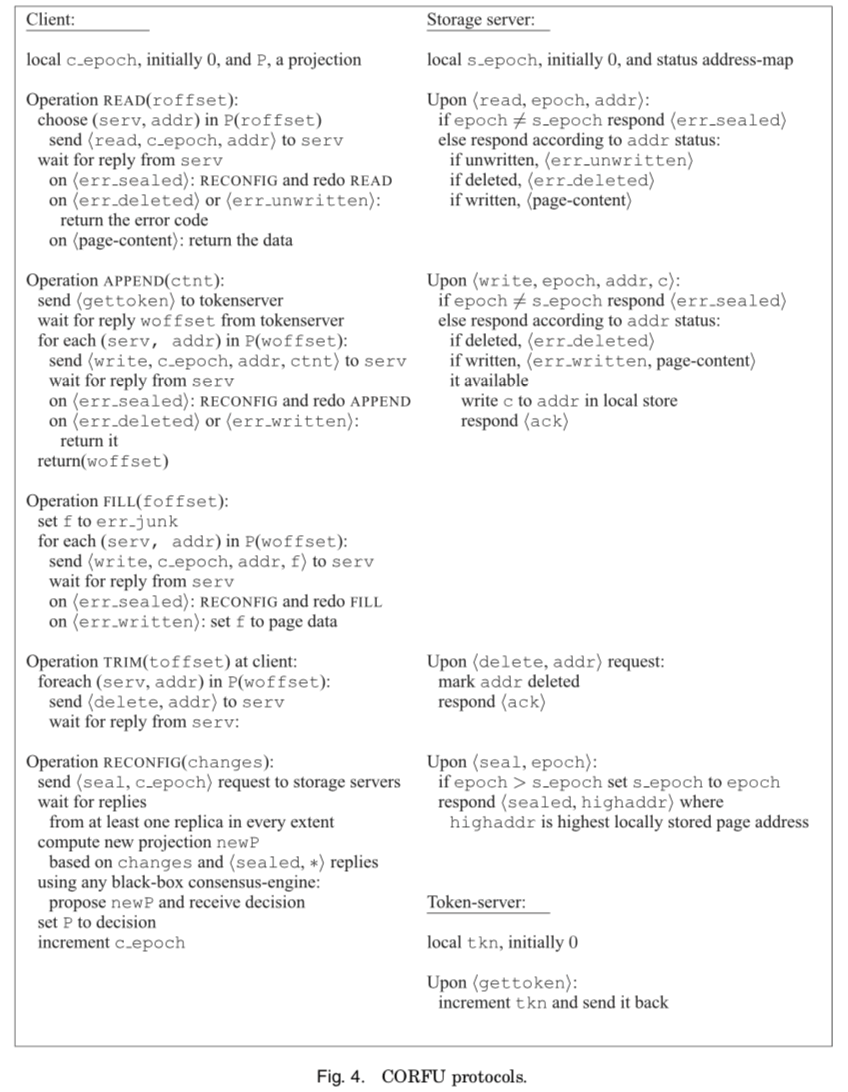 Client:
local c_epoch, initially 0, and P, a projection
Operation READ(roffset):
choose (serv, addr) in P(roffset)
send ⟨read, c_epoch, addr⟩ to serv
wait for reply from serv
on ⟨err_sealed⟩: RECONFIG and redo READ
on ⟨err_deleted⟩ or ⟨err_unwritten⟩:
return the error code
on ⟨page-content⟩: return the data
Operation APPEND(ctnt):
send ⟨gettoken⟩ to tokenserver
wait for reply woffset from tokenserver
for each (serv, addr) in P(woffset):
send ⟨write, c_epoch, addr, ctnt⟩ to serv
wait for reply from serv
on ⟨err_sealed⟩: RECONFIG and redo APPEND
on ⟨err_deleted⟩ or ⟨err_written⟩:
return it
return(woffset)
Operation FILL(foffset):
set f to err_junk
for each (serv, addr) in P(woffset):
send ⟨write, c_epoch, addr, f⟩ to serv
wait for reply from serv
on ⟨err_sealed⟩: RECONFIG and redo FILL
on ⟨err_written⟩: set f to page data
Operation TRIM(toffset) at client:
foreach (serv, addr) in P(woffset):
send ⟨delete, addr⟩ to serv
wait for reply from serv:
Operation RECONFIG(changes):
send ⟨seal, c_epoch⟩ request to storage servers
wait for replies
from at least one replica in every extent
compute new projection newP
based on changes and ⟨sealed, *⟩ replies
using any black-box consensus-engine:
propose newP and receive decision
set P to decision
increment c_epoch
Storage server:
local s_epoch, initially 0, and status address-map
Upon ⟨read, epoch, addr⟩:
if epoch ≠ s_epoch respond ⟨err_sealed⟩
else respond according to addr status:
if unwritten, ⟨err_unwritten⟩
if deleted, ⟨err_deleted⟩
if written, ⟨page-content⟩
Upon ⟨write, epoch, addr, c⟩:
if epoch ≠ s_epoch respond ⟨err_sealed⟩
else respond according to addr status:
if deleted, ⟨err_deleted⟩
if written, ⟨err_written, page-content⟩
it available
write c to addr in local store
respond ⟨ack⟩
Upon ⟨delete, addr⟩ request:
mark addr deleted
respond ⟨ack⟩
Upon ⟨seal, epoch⟩:
if epoch > s_epoch set s_epoch to epoch
respond ⟨sealed, highaddr⟩ where
highaddr is highest locally stored page address
Token-server:
local tkn, initially 0
Upon ⟨gettoken⟩:
increment tkn and send it back
Fig. 4. CORFU protocols.